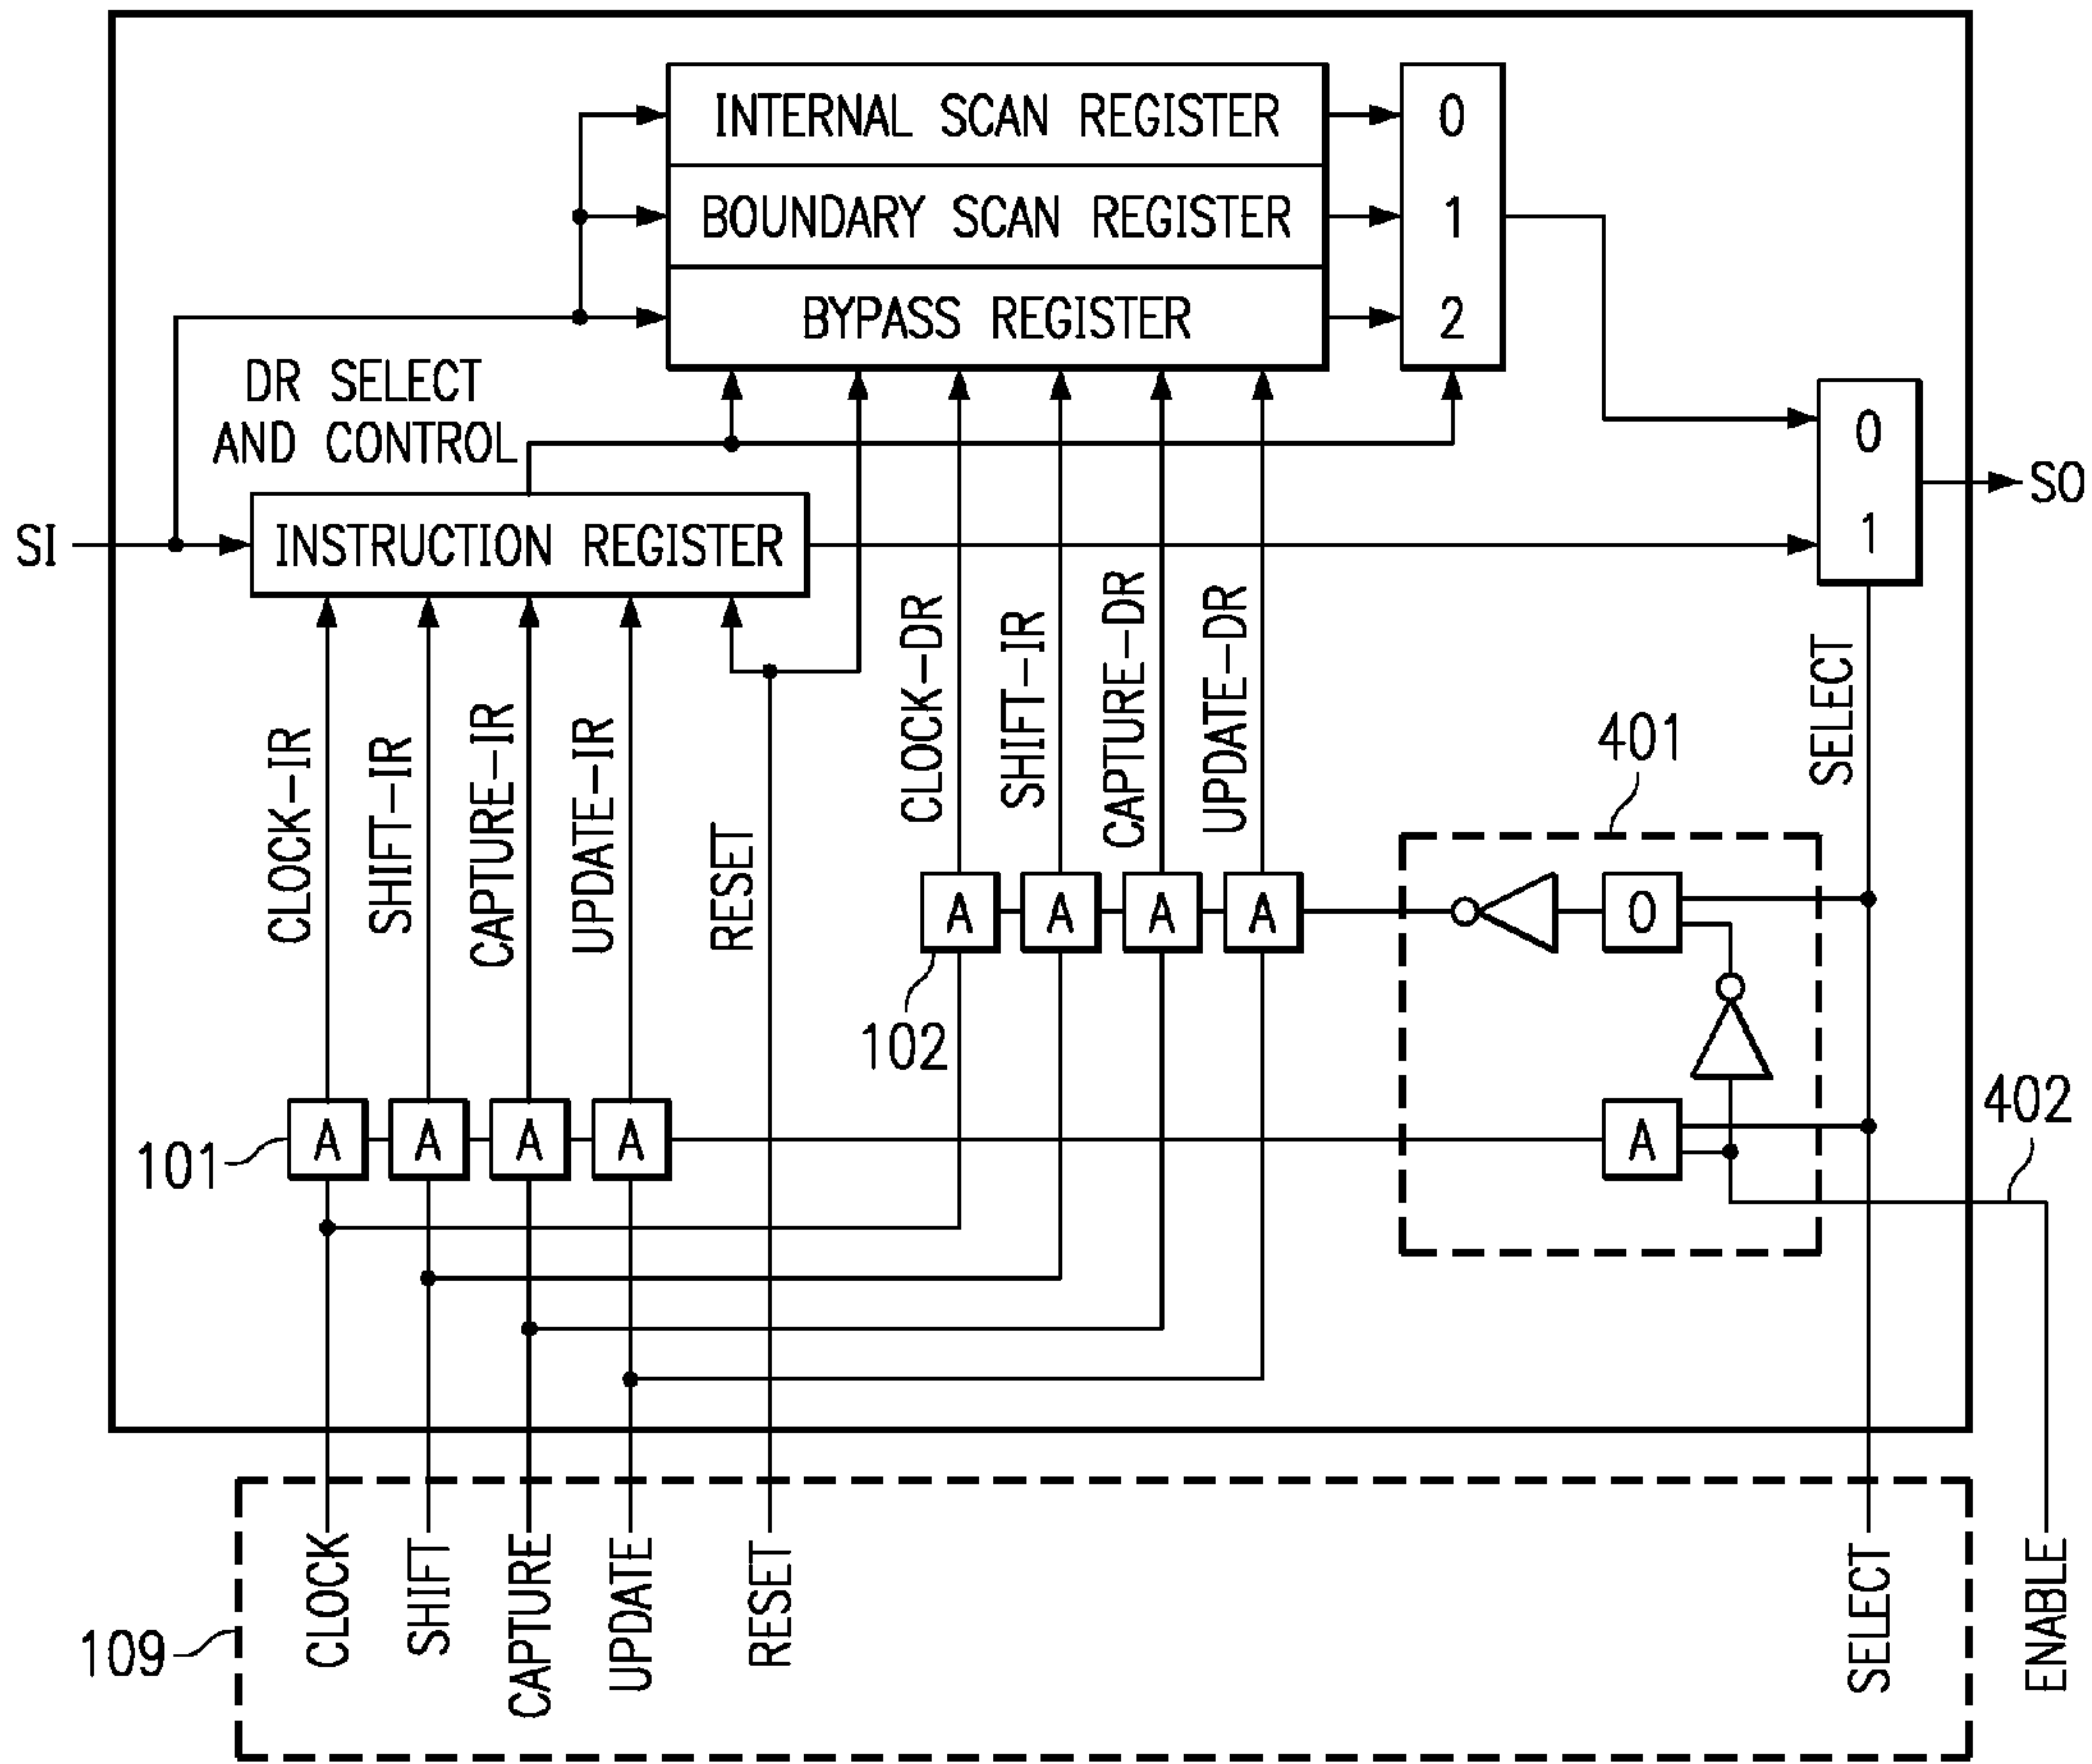 INTERNAL SCAN REGISTER
0
BOUNDARY SCAN REGISTER
1
BYPASS REGISTER
2
DR SELECT
AND CONTROL
0
SO
SI
INSTRUCTION REGISTER
1
CLOCK-IR
SHIFT-IR
CAPTURE-IR
UPDATE-IR
RESET
CLOCK-DR
SHIFT-IR
CAPTURE-DR
UPDATE-DR
SELECT
401
A
A
A
A
O
102
402
101
A
A
A
A
A
109
CLOCK
SHIFT
CAPTURE
UPDATE
RESET
SELECT
ENABLE